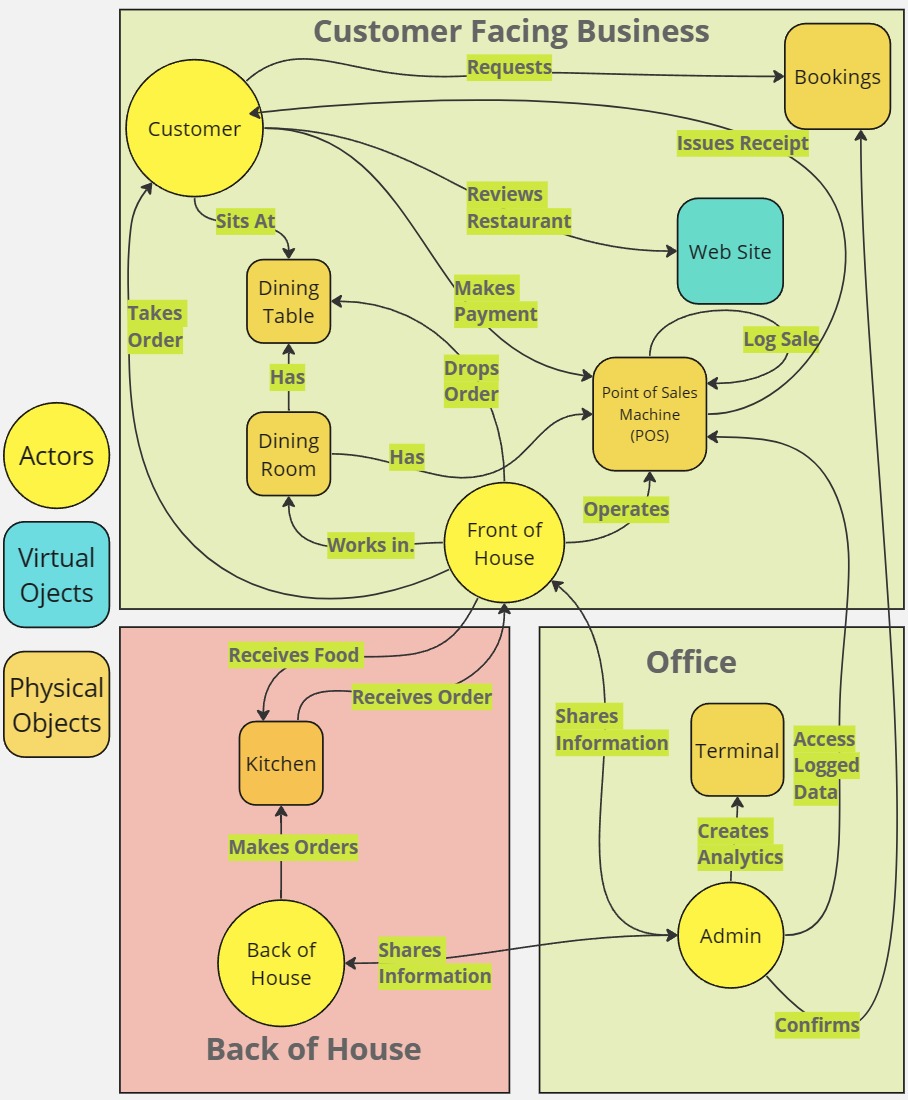 Customer Facing Business
Requests
Bookings
Customer
Issues Receipt
Reviews
Restaurant
Sits At
Web Site
Dining
Table
Makes
Payment
Takes
Order
Log Sale
Drops
Order
Has
Point of Sales
Machine
(POS)
Dining
Room
Has
Actors
Operates
Front of
House
Works in.
Virtual
Ojects
Physical
Objects
Receives Food
Receives Order
Office
Shares
Information
Terminal
Access
Logged
Data
Kitchen
Makes Orders
Creates
Analytics
Admin
Back of
House
Shares
Information
Confirms
Back of House